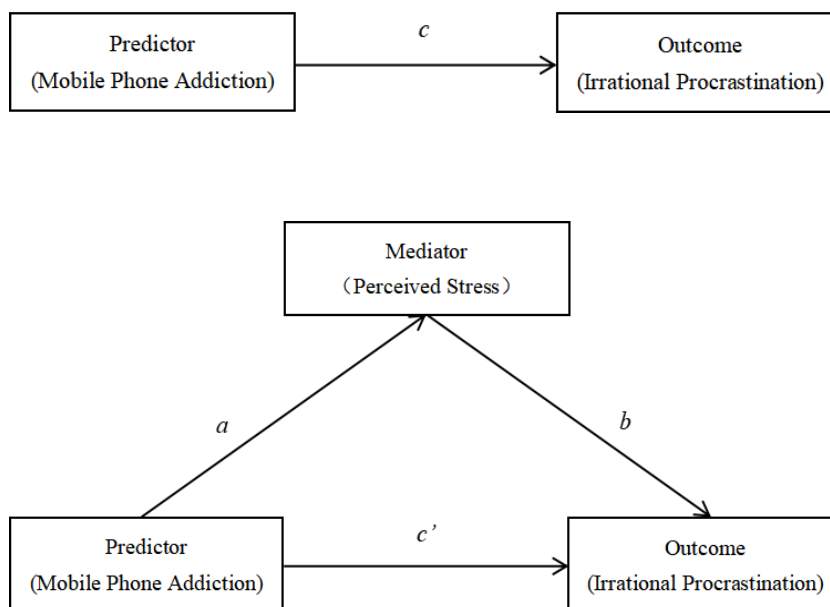 Predictor
(Mobile Phone Addiction)
c
Outcome
(Irrational Procrastination)
Mediator
（Perceived Stress）
a
b
Predictor
(Mobile Phone Addiction)
c’
Outcome
(Irrational Procrastination)